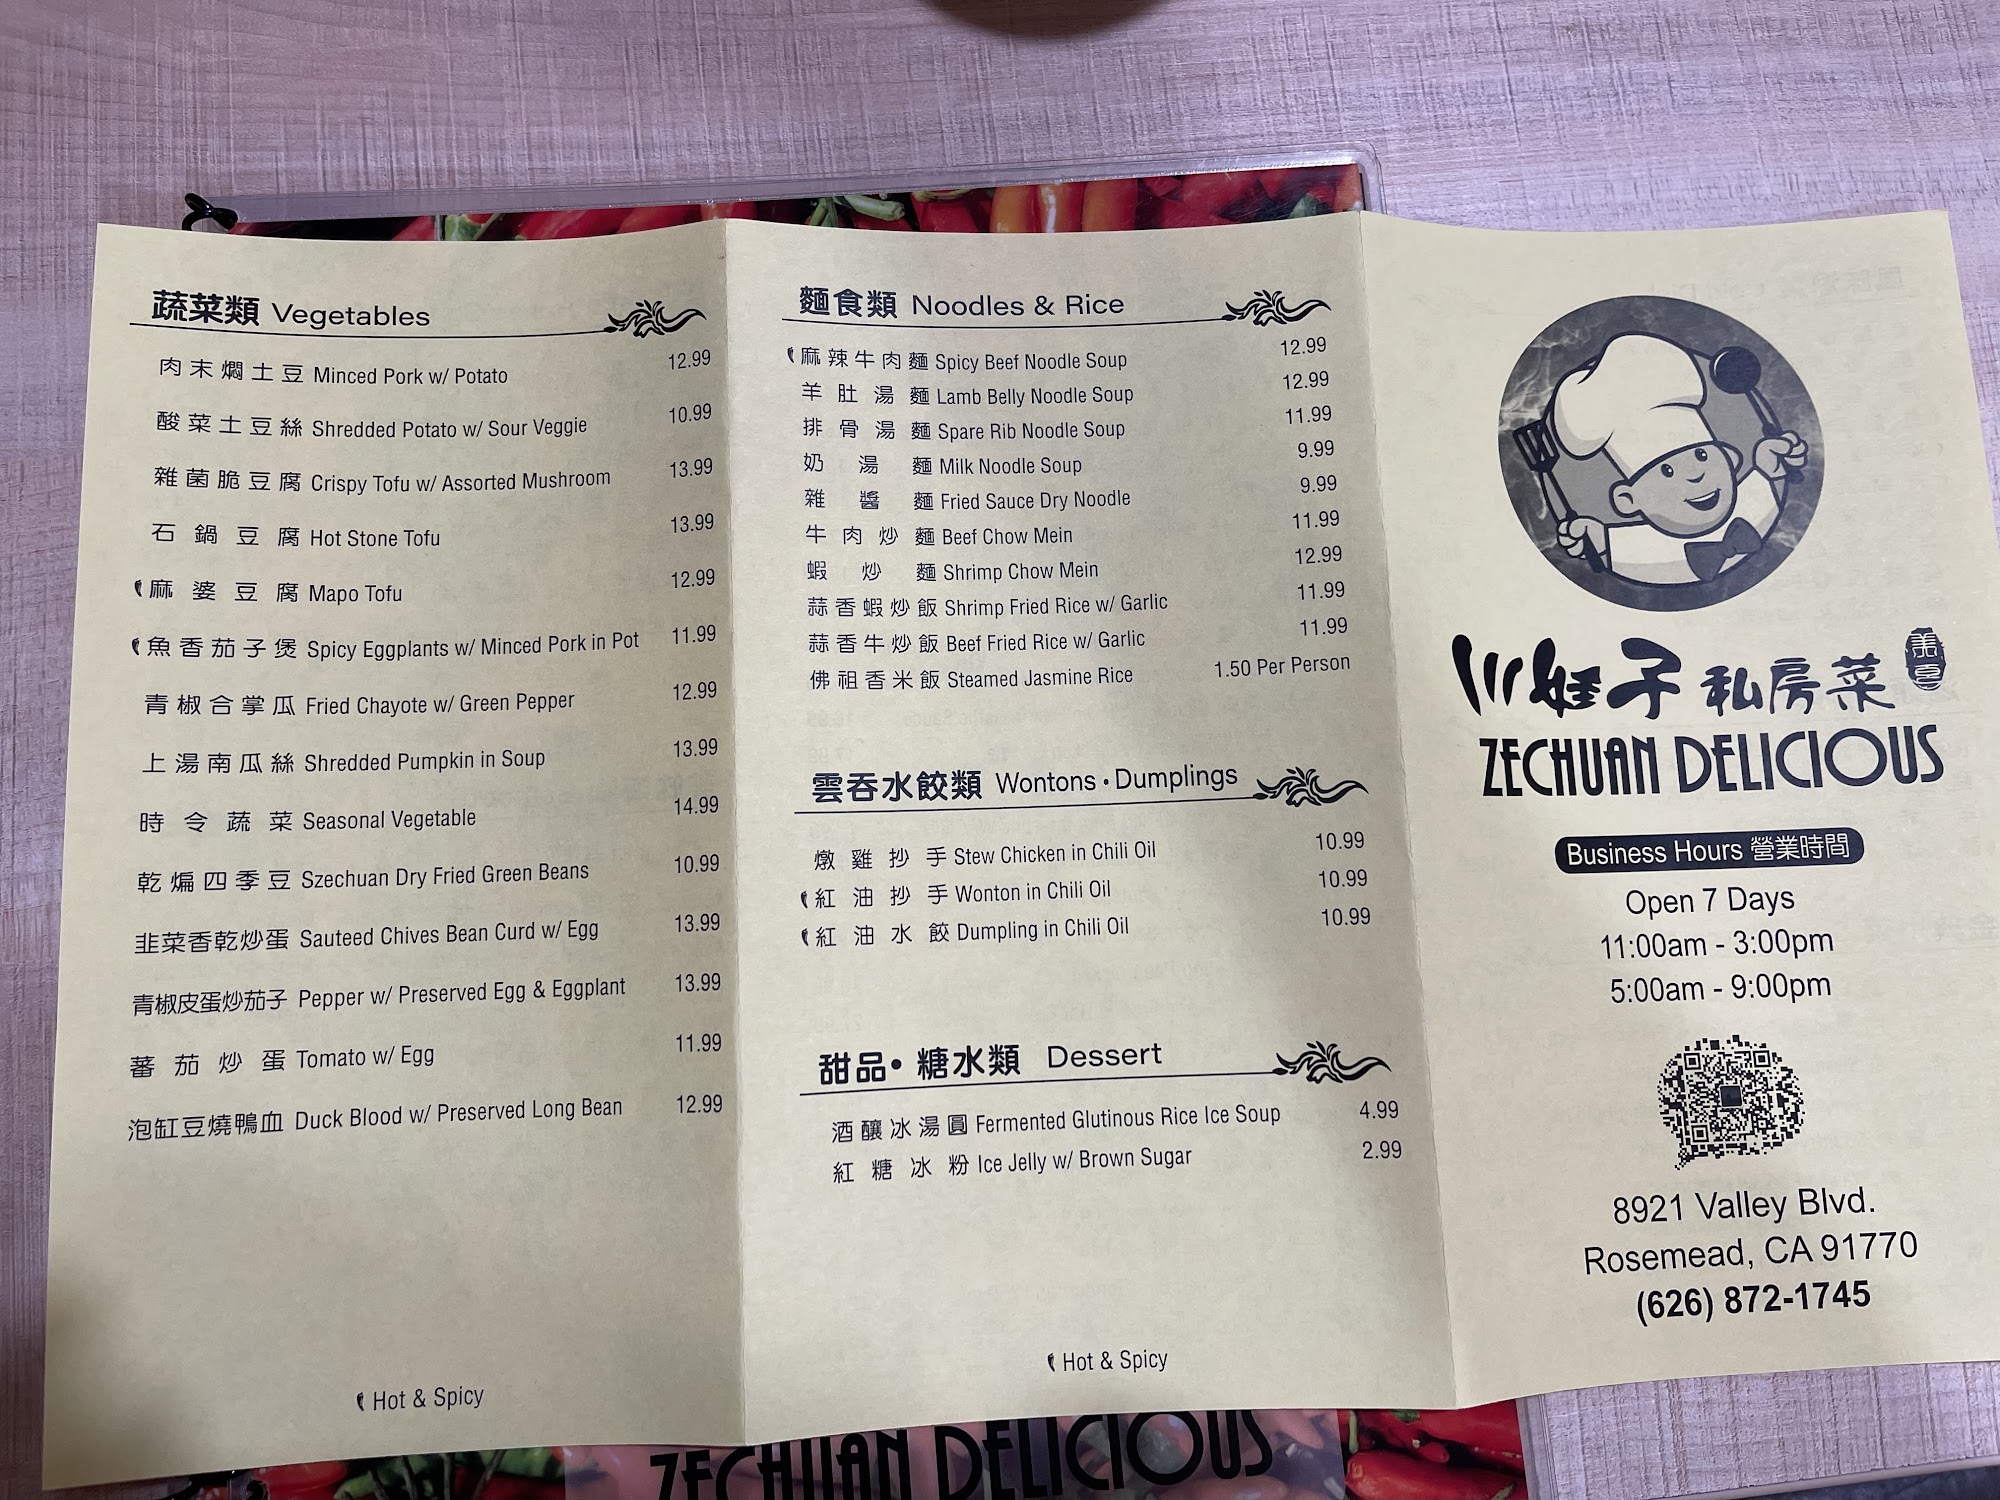 蔬菜類 Vegetables
肉末燜土豆 Minced Pork w/ Potato 12.99
酸菜土豆絲 Shredded Potato w/ Sour Veggie 10.99
雜菌脆豆腐 Crispy Tofu w/ Assorted Mushroom 13.99
石鍋豆腐 Hot Stone Tofu 13.99
麻婆豆腐 Mapo Tofu 12.99
魚香茄子煲 Spicy Eggplants w/ Minced Pork in Pot 11.99
青椒合掌瓜 Fried Chayote w/ Green Pepper 12.99
上湯南瓜絲 Shredded Pumpkin in Soup 13.99
時令蔬菜 Seasonal Vegetable 14.99
乾煸四季豆 Szechuan Dry Fried Green Beans 10.99
韭菜香乾炒蛋 Sauteed Chives Bean Curd w/ Egg 13.99
青椒皮蛋炒茄子 Pepper w/ Preserved Egg & Eggplant 13.99
蕃茄炒蛋 Tomato w/ Egg 11.99
泡缸豆燒鴨血 Duck Blood w/ Preserved Long Bean 12.99
Hot & Spicy
麵食類 Noodles & Rice
麻辣牛肉麵 Spicy Beef Noodle Soup 12.99
羊肚湯麵 Lamb Belly Noodle Soup 12.99
排骨湯麵 Spare Rib Noodle Soup 11.99
奶湯麵 Milk Noodle Soup 9.99
雜醬麵 Fried Sauce Dry Noodle 9.99
牛肉炒麵 Beef Chow Mein 11.99
蝦炒麵 Shrimp Chow Mein 12.99
蒜香蝦炒飯 Shrimp Fried Rice w/ Garlic 11.99
蒜香牛炒飯 Beef Fried Rice w/ Garlic 11.99
佛祖香米飯 Steamed Jasmine Rice 1.50 Per Person
雲吞水餃類 Wontons • Dumplings
燉雞抄手 Stew Chicken in Chili Oil 10.99
紅油抄手 Wonton in Chili Oil 10.99
紅油水餃 Dumpling in Chili Oil 10.99
甜品• 糖水類 Dessert
酒釀冰湯圓 Fermented Glutinous Rice Ice Soup 4.99
紅糖冰粉 Ice Jelly w/ Brown Sugar 2.99
Hot & Spicy
川娃子 私房菜 美食
ZECHUAN DELICIOUS
Business Hours 營業時間
Open 7 Days
11:00am - 3:00pm
5:00am - 9:00pm
8921 Valley Blvd.
Rosemead, CA 91770
(626) 872-1745
ZECHUAN DELICIOUS